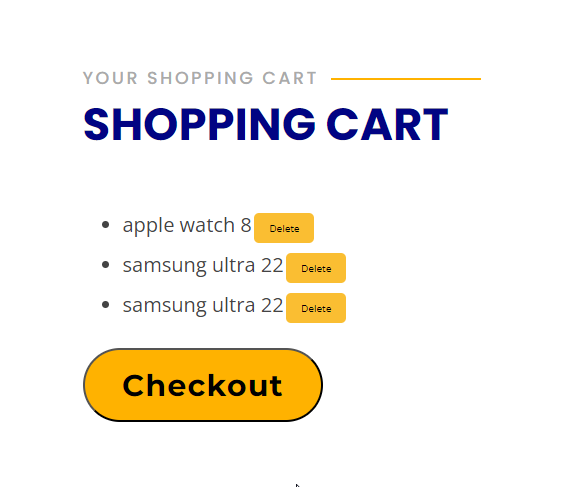 YOUR SHOPPING CART
SHOPPING CART
apple watch 8 Delete
samsung ultra 22 Delete
samsung ultra 22 Delete
Checkout